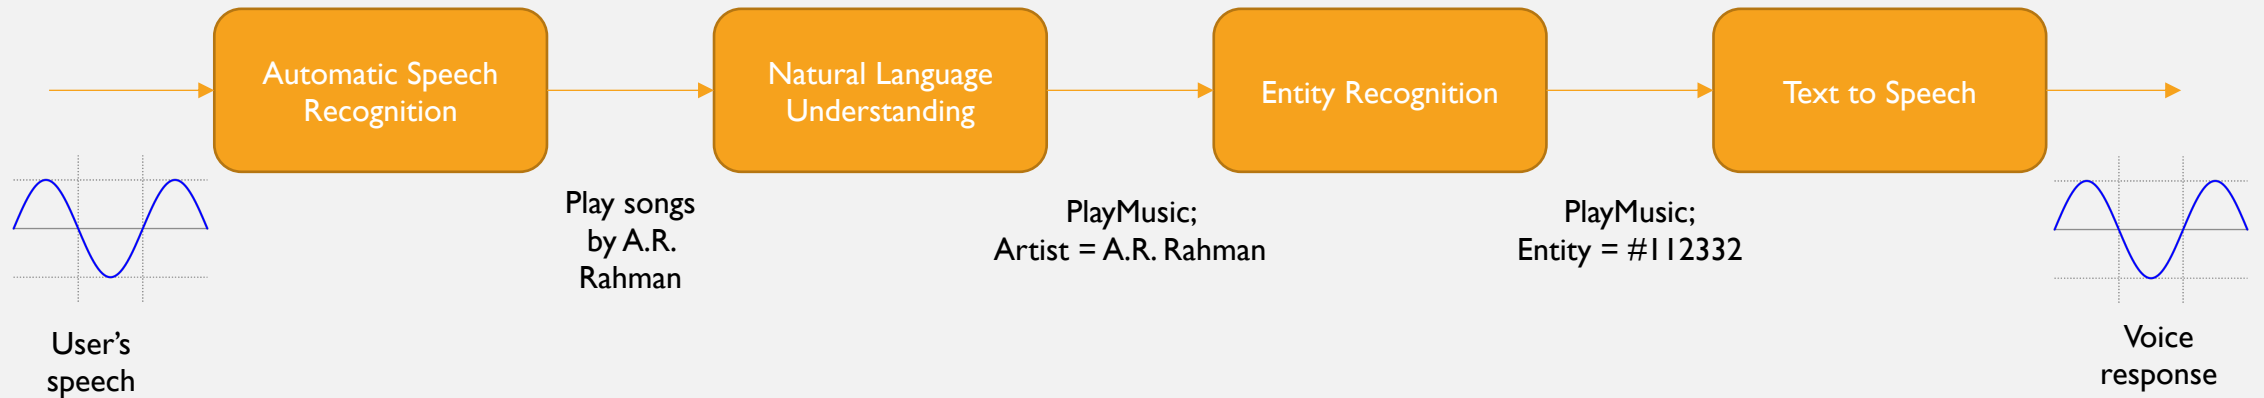 Automatic Speech
Recognition
Natural Language
Understanding
Entity Recognition
Text to Speech
Play songs
by A.R.
Rahman
PlayMusic;
Artist = A.R. Rahman
PlayMusic;
Entity = #112332
User’s
speech
Voice
response